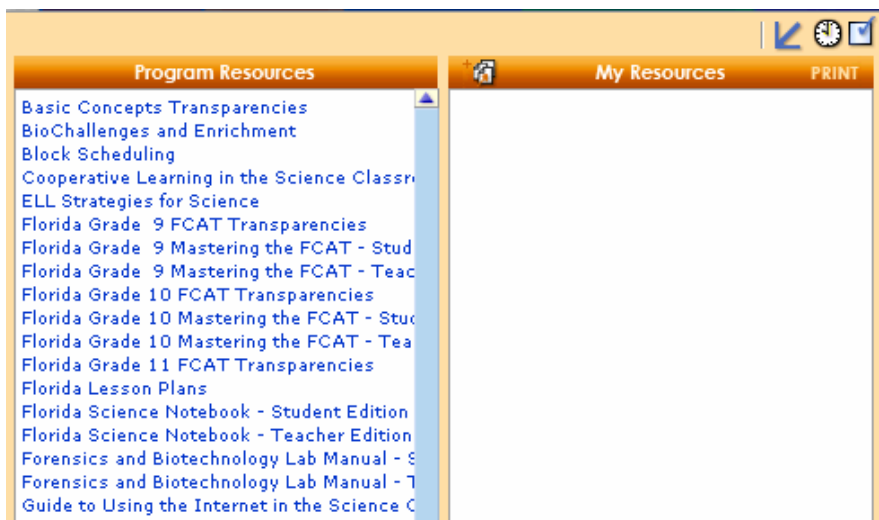 Program Resources
My Resources
PRINT
Basic Concepts Transparencies
BioChallenges and Enrichment
Block Scheduling
Cooperative Learning in the Science Classr
ELL Strategies for Science
Florida Grade 9 FCAT Transparencies
Florida Grade 9 Mastering the FCAT - Stud
Florida Grade 9 Mastering the FCAT - Teac
Florida Grade 10 FCAT Transparencies
Florida Grade 10 Mastering the FCAT - Stud
Florida Grade 10 Mastering the FCAT - Tea
Florida Grade 11 FCAT Transparencies
Florida Lesson Plans
Florida Science Notebook - Student Edition
Florida Science Notebook - Teacher Edition
Forensics and Biotechnology Lab Manual - S
Forensics and Biotechnology Lab Manual - T
Guide to Using the Internet in the Science C